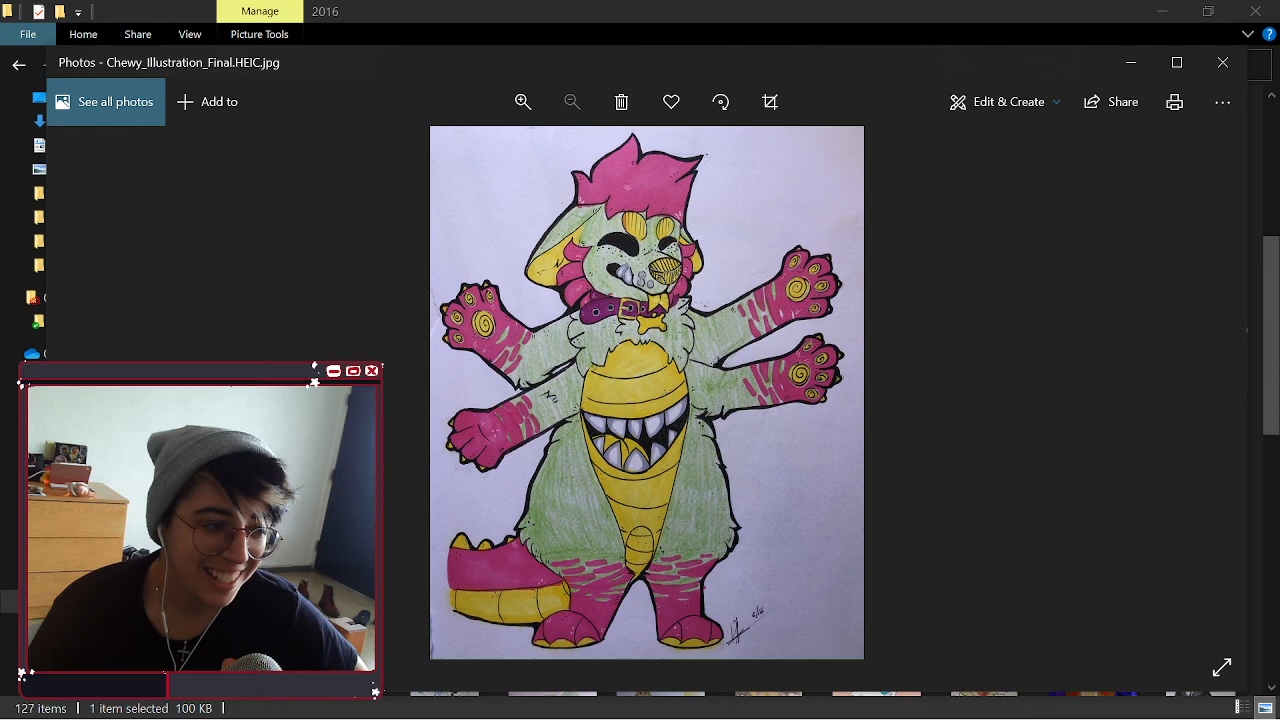 Manage
2016
File
Home
Share
View
Picture Tools
Photos - Chewy_Illustration_Final.HEIC.jpg
See all photos
Add to
Edit & Create
Share
127 items
1 item selected 100 KB